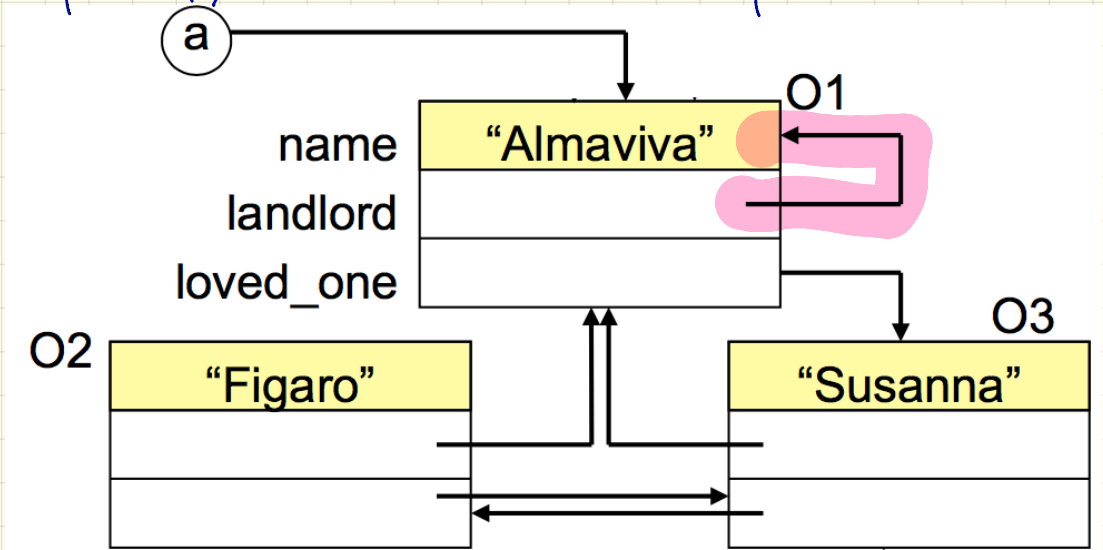 a
O1
name “Almaviva”
landlord
loved_one
O3
O2
“Figaro” “Susanna”